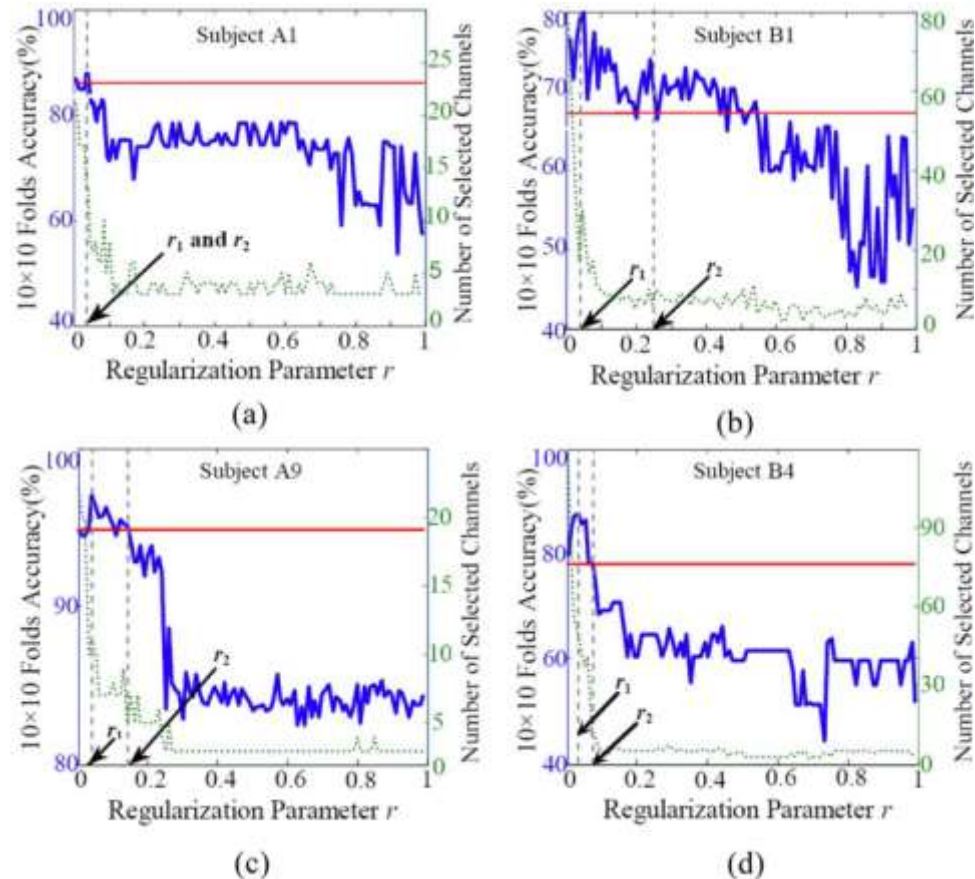 100
80
60
40
10×10 Folds Accuracy(%)
Subject A1
r₁ and r₂
25
20
15
10
5
0
Number of Selected Channels
0 0.2 0.4 0.6 0.8 1
Regularization Parameter r
(a)
80
70
60
50
40
10×10 Folds Accuracy(%)
Subject B1
r₁
r₂
80
60
40
20
0
Number of Selected Channels
0 0.2 0.4 0.6 0.8 1
Regularization Parameter r
(b)
100
90
80
10×10 Folds Accuracy(%)
Subject A9
r₁
r₂
20
15
10
5
0
Number of Selected Channels
0 0.2 0.4 0.6 0.8 1
Regularization Parameter r
(c)
100
80
60
40
10×10 Folds Accuracy(%)
Subject B4
r₁
r₂
90
60
30
0
Number of Selected Channels
0 0.2 0.4 0.6 0.8 1
Regularization Parameter r
(d)